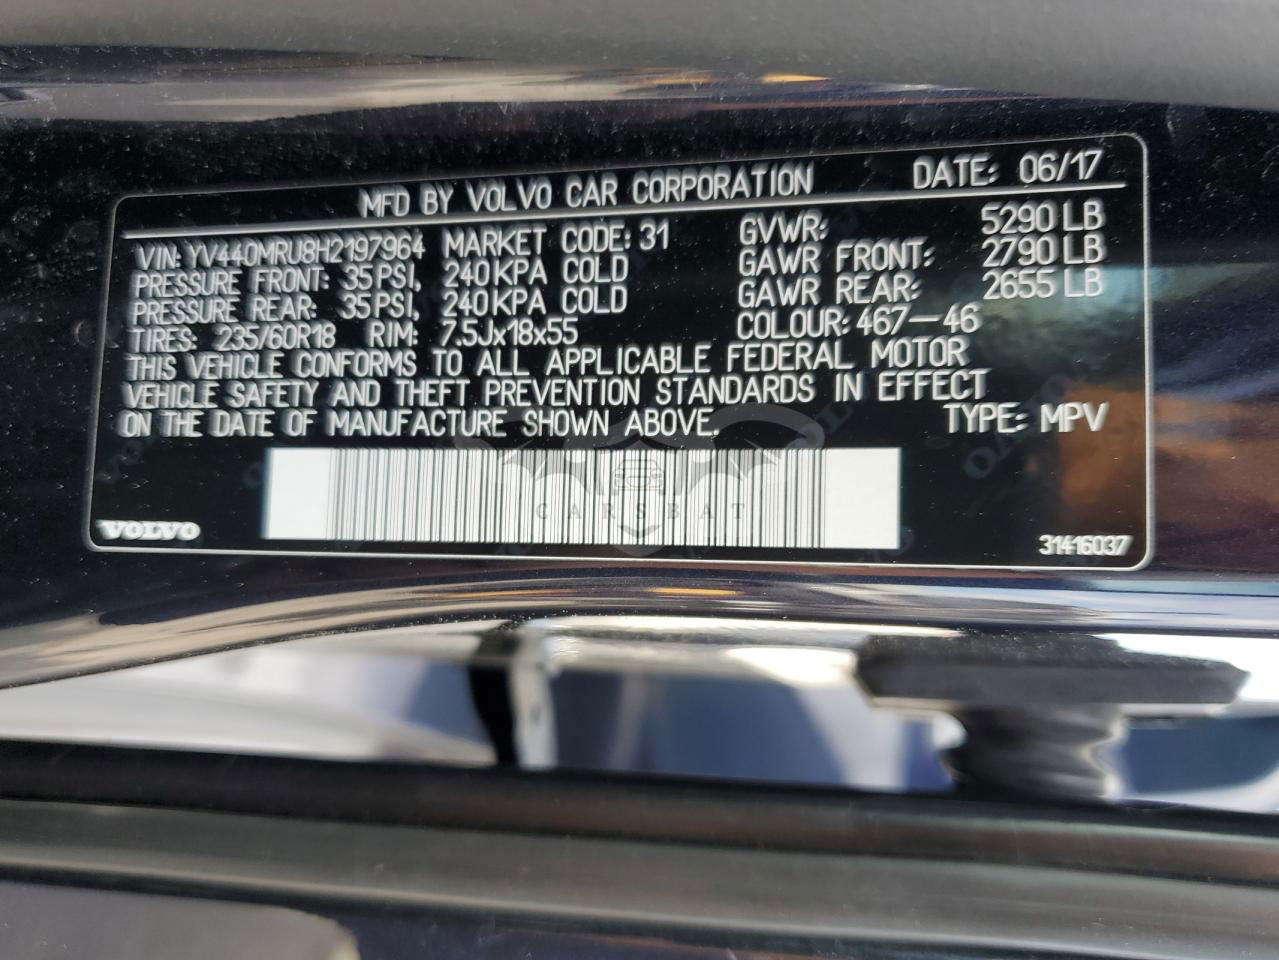 MFD BY VOLVO CAR CORPORATION DATE: 06/17
VIN: YV440MRU8H2197964 MARKET CODE: 31 GVWR: 5290 LB
PRESSURE FRONT: 35 PSI, 240 KPA COLD GAWR FRONT: 2790 LB
PRESSURE REAR: 35 PSI, 240 KPA COLD GAWR REAR: 2655 LB
TIRES: 235/60R18 RIM: 7.5Jx18x55 COLOUR: 467-46
THIS VEHICLE CONFORMS TO ALL APPLICABLE FEDERAL MOTOR
VEHICLE SAFETY AND THEFT PREVENTION STANDARDS IN EFFECT
ON THE DATE OF MANUFACTURE SHOWN ABOVE. TYPE: MPV
CARSBAT
VOLVO 31416037